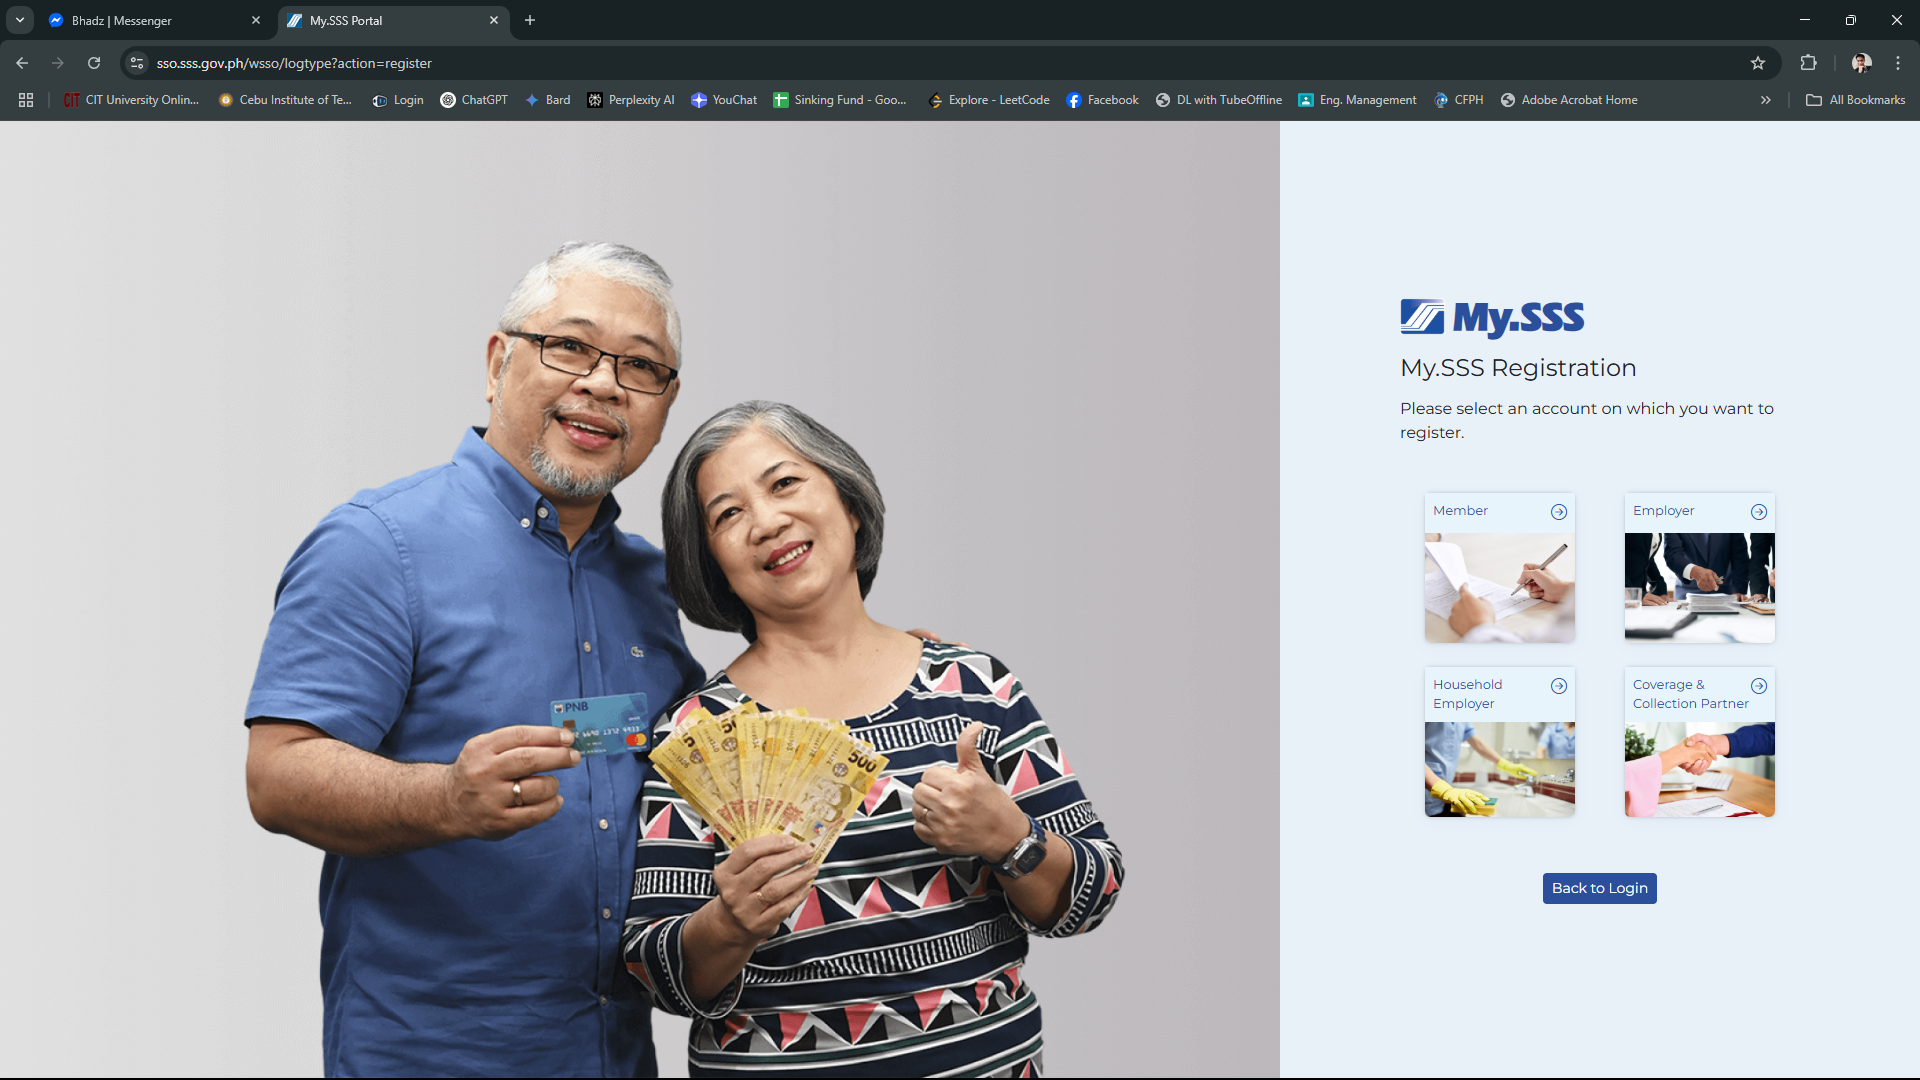 Bhadz | Messenger
My.SSS Portal
sso.sss.gov.ph/wsso/logtype?action=register
CIT University Onlin...
Cebu Institute of Te...
Login
ChatGPT
Bard
Perplexity AI
YouChat
Sinking Fund - Goo...
Explore - LeetCode
Facebook
DL with TubeOffline
Eng. Management
CFPH
Adobe Acrobat Home
All Bookmarks
My.SSS
My.SSS Registration
Please select an account on which you want to
register.
Member
Employer
Household
Employer
Coverage &
Collection Partner
Back to Login
PNB
500